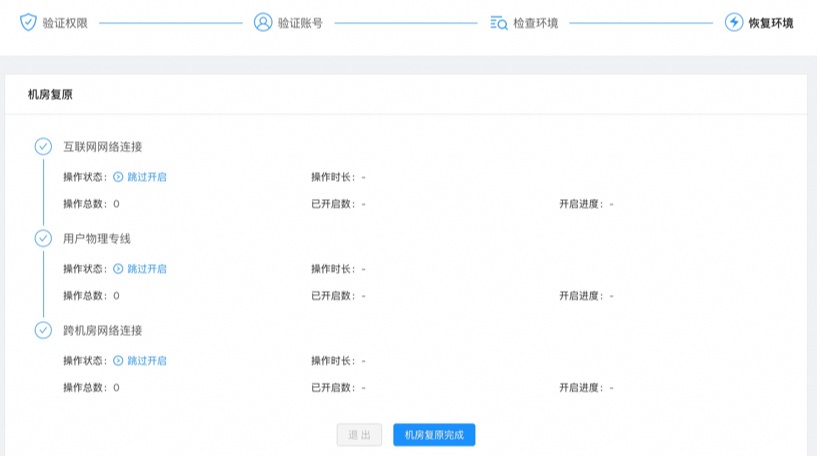 验证权限 验证账号 检查环境 恢复环境
机房复原
互联网网络连接
操作状态： 跳过开启 操作时长： -
操作总数： 0 已开启数： - 开启进度： -
用户物理专线
操作状态： 跳过开启 操作时长： -
操作总数： 0 已开启数： - 开启进度： -
跨机房网络连接
操作状态： 跳过开启 操作时长： -
操作总数： 0 已开启数： - 开启进度： -
退 出 机房复原完成